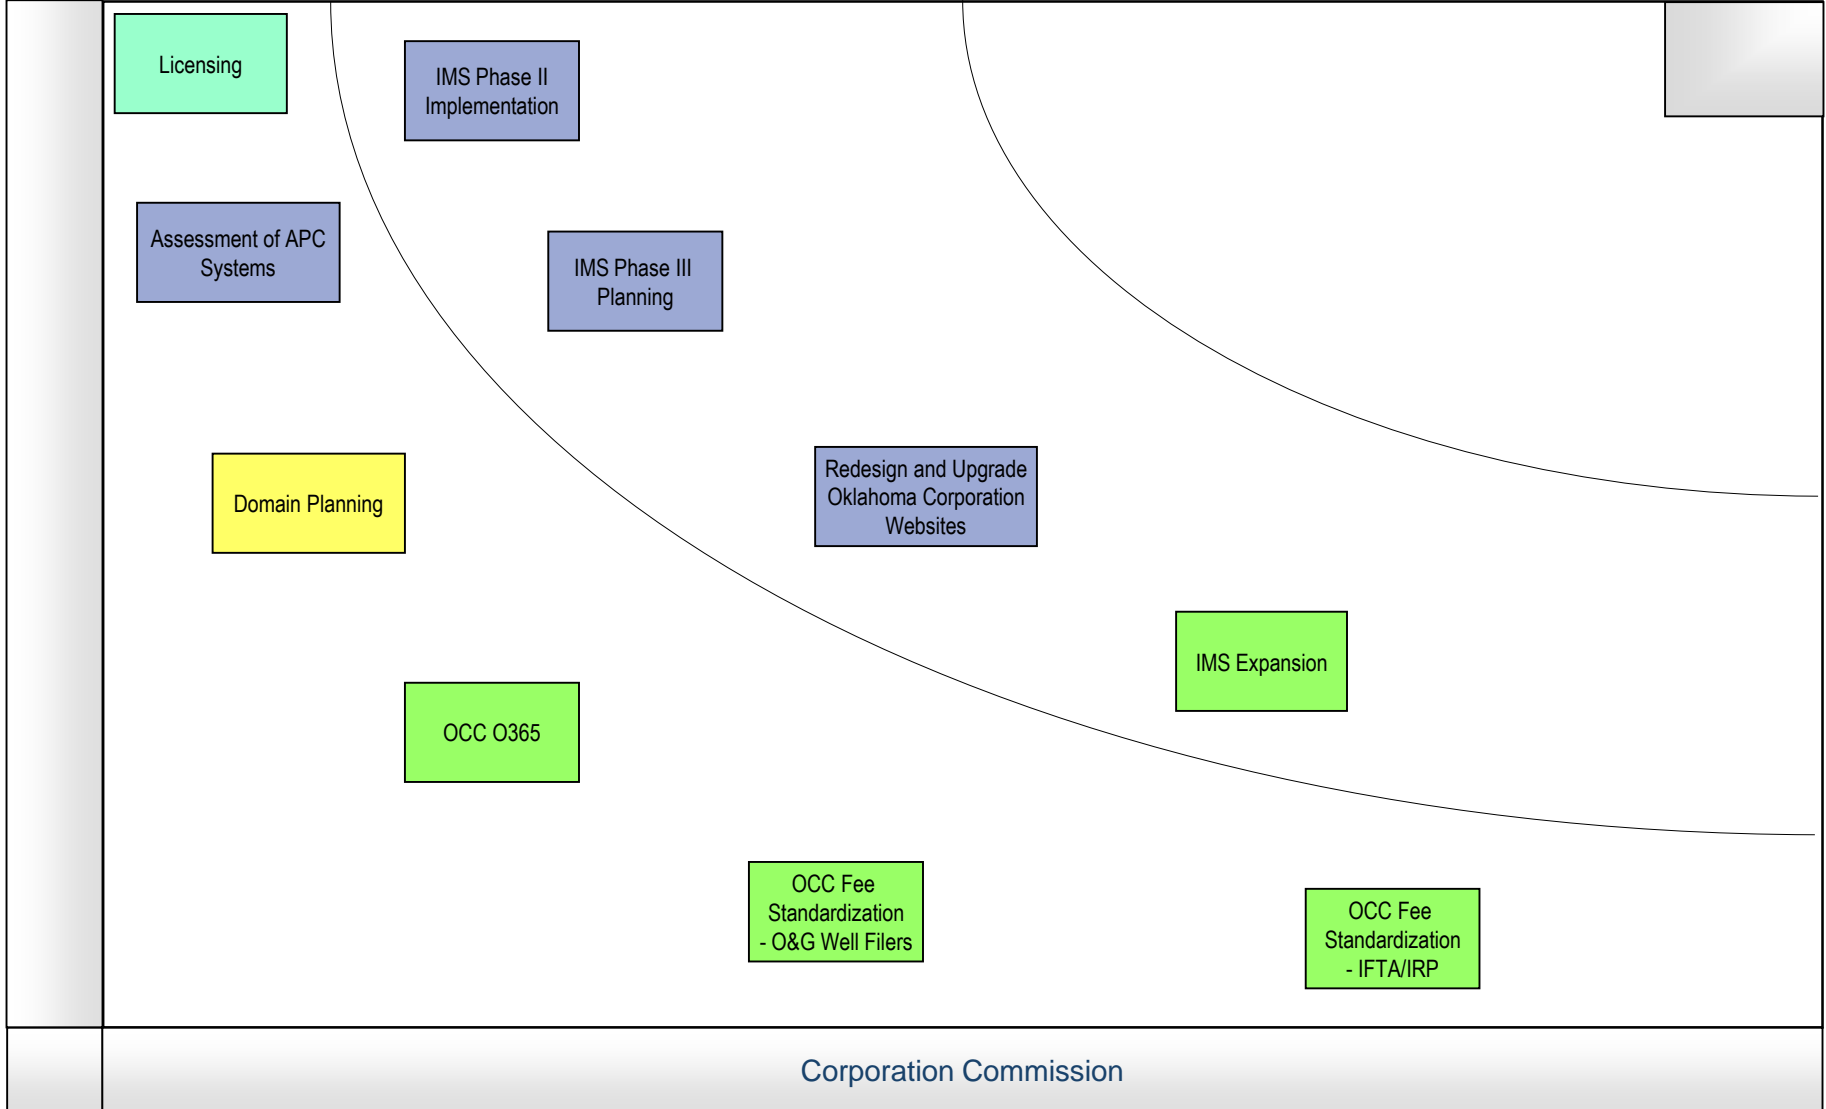 Licensing
IMS Phase II
Implementation
Assessment of APC
Systems
IMS Phase III
Planning
Domain Planning
Redesign and Upgrade
Oklahoma Corporation
Websites
IMS Expansion
OCC O365
OCC Fee
Standardization
- O&G Well Filers
OCC Fee
Standardization
- IFTA/IRP
Corporation Commission